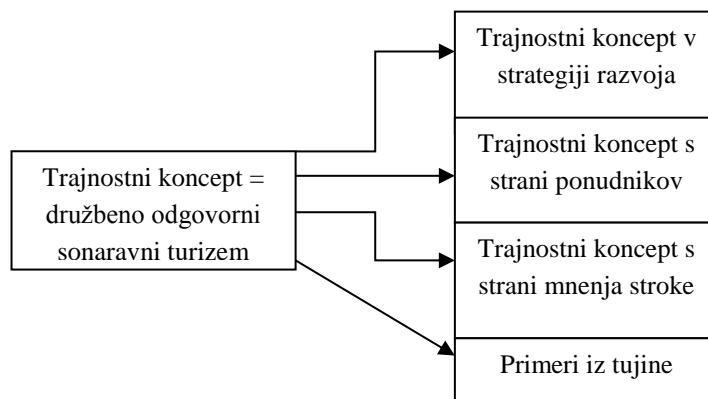 Trajnostni koncept =
družbeno odgovorni
sonaravni turizem
Trajnostni koncept v
strategiji razvoja
Trajnostni koncept s
strani ponudnikov
Trajnostni koncept s
strani mnenja stroke
Primeri iz tujine